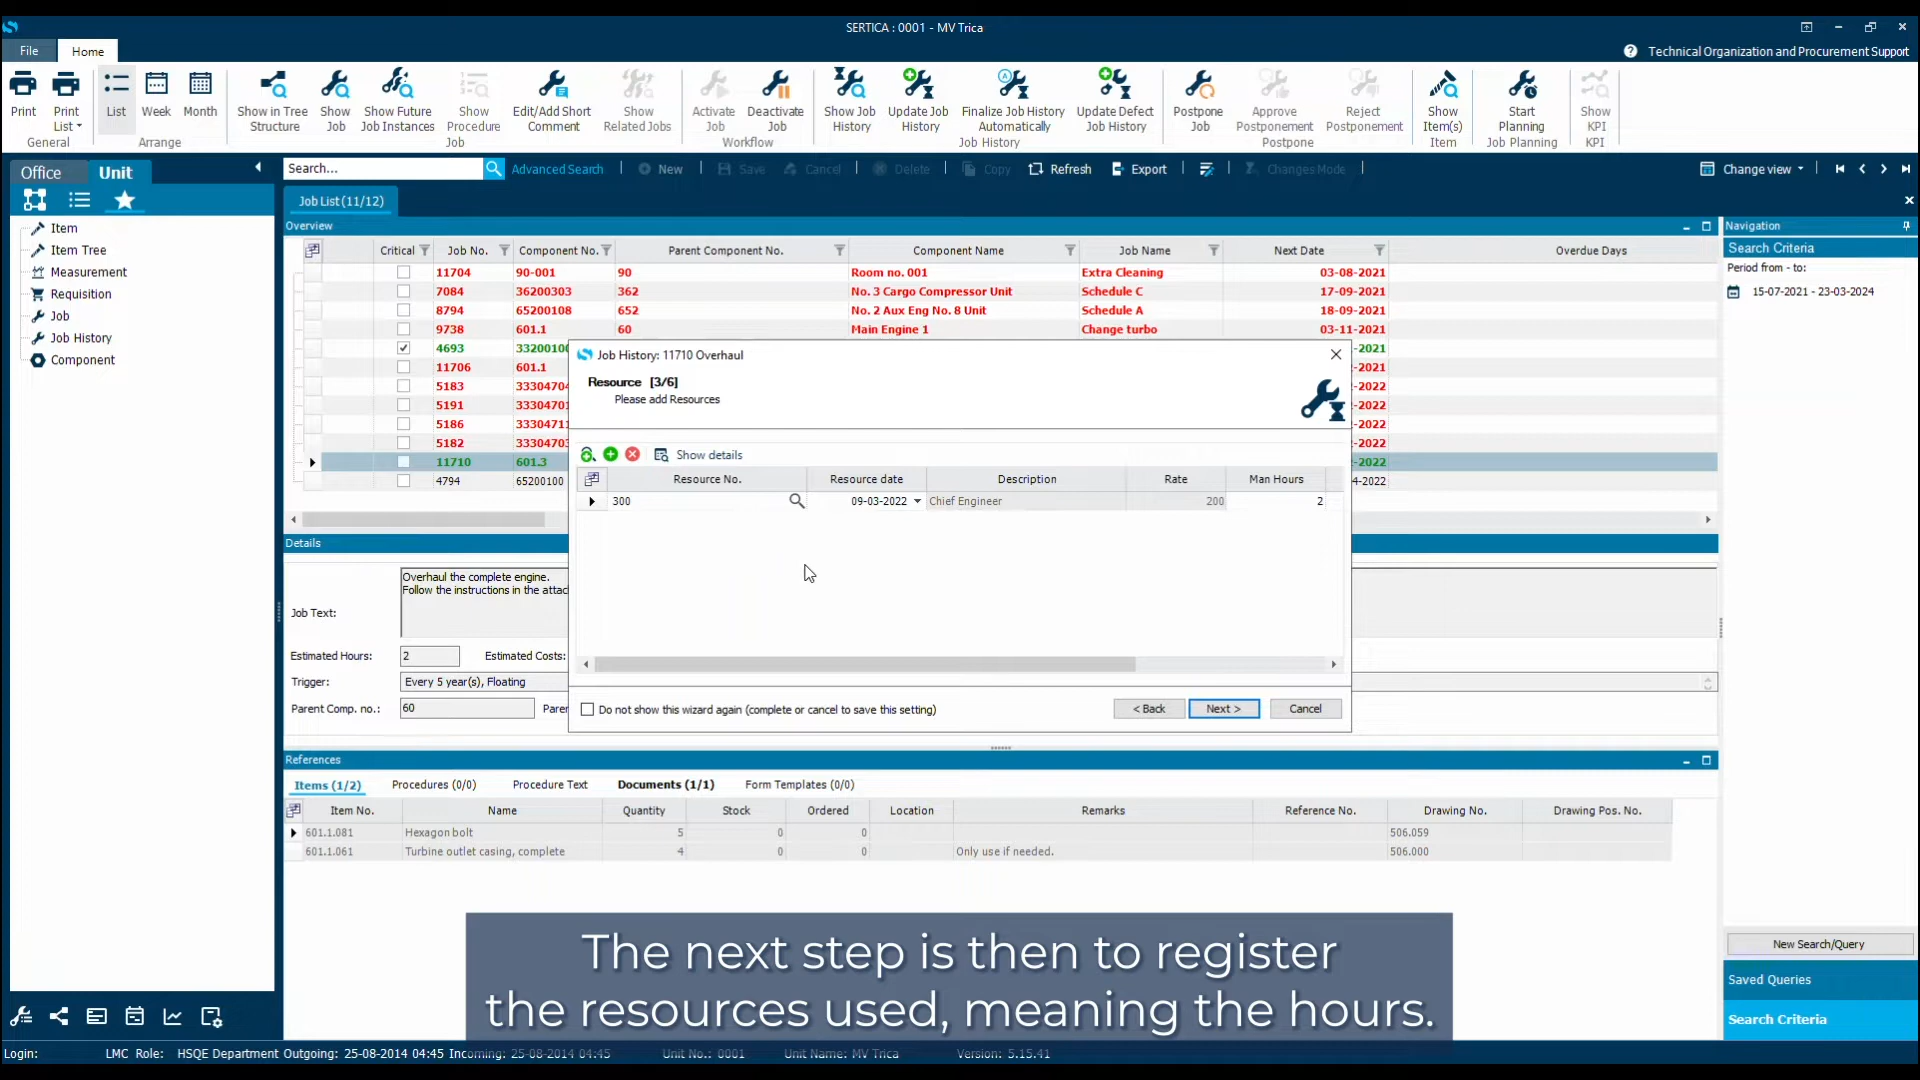 SERTICA : 0001 - MV Trica
File
Home
Technical Organization and Procurement Support
Print
Print List
List
Week
Month
Show in Tree Structure
Show Job
Show Future Job Instances
Show Procedure
Edit/Add Short Comment
Show Related Jobs
Activate Job
Deactivate Job
Show Job History
Update Job History
Finalize Job History Automatically
Update Defect Job History
Postpone Job
Approve Postponement
Reject Postponement
Show Item(s)
Start Planning
Show KPI
General
Arrange
Job
Workflow
Job History
Postpone
Item
Job Planning
KPI
Office
Unit
Search...
Advanced Search
New
Save
Cancel
Delete
Copy
Refresh
Export
Changes Mode
Change view
Item
Item Tree
Measurement
Requisition
Job
Job History
Component
Job List (11/12)
Overview
Critical Job No. Component No. Parent Component No. Component Name Job Name Next Date Overdue Days
11704 90-001 90 Room no. 001 Extra Cleaning 03-08-2021
7084 36200303 362 No. 3 Cargo Compressor Unit Schedule C 17-09-2021
8794 65200108 652 No. 2 Aux Eng No. 8 Unit Schedule A 18-09-2021
9738 601.1 60 Main Engine 1 Change turbo 03-11-2021
4693 33200100 -2021
11706 601.1 -2021
5183 33304704 -2022
5191 33304701 -2022
5186 33304711 -2022
5182 33304703 -2022
11710 601.3 -2022
4794 65200100 4-2022
Job History: 11710 Overhaul
Resource [3/6]
Please add Resources
Show details
Resource No. Resource date Description Rate Man Hours
300 09-03-2022 Chief Engineer 200 2
Do not show this wizard again (complete or cancel to save this setting)
< Back
Next >
Cancel
Details
Job Text:
Overhaul the complete engine.
Follow the instructions in the attac
Estimated Hours: 2 Estimated Costs:
Trigger: Every 5 year(s), Floating
Parent Comp. no.: 60 Parer
References
Items (1/2) Procedures (0/0) Procedure Text Documents (1/1) Form Templates (0/0)
Item No. Name Quantity Stock Ordered Location Remarks Reference No. Drawing No. Drawing Pos. No.
601.1.081 Hexagon bolt 5 0 0 506.059
601.1.061 Turbine outlet casing, complete 4 0 0 Only use if needed. 506.000
Navigation
Search Criteria
Period from - to:
15-07-2021 - 23-03-2024
New Search/Query
Saved Queries
Search Criteria
The next step is then to register
the resources used, meaning the hours.
Login: LMC Role: HSQE Department Outgoing: 25-08-2014 04:45 Incoming: 25-08-2014 04:45 Unit No.: 0001 Unit Name: MV Trica Version: 5.15.41